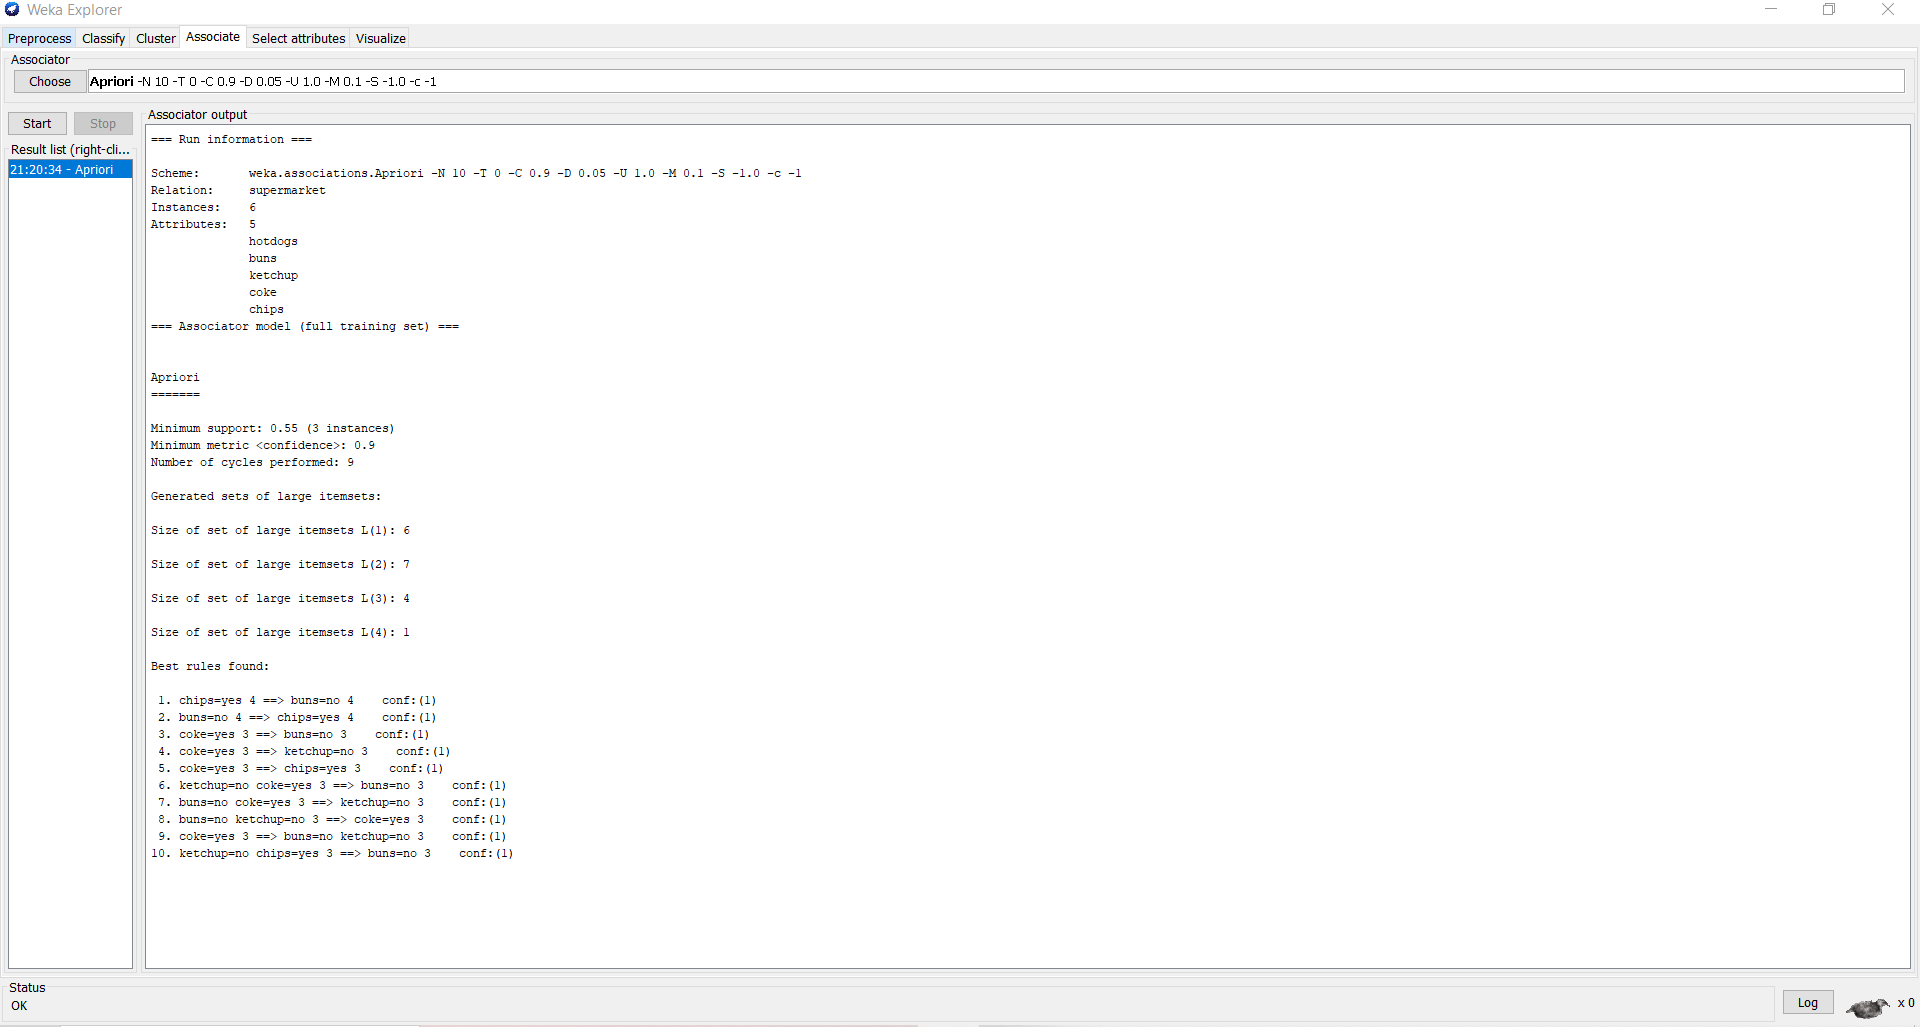 Weka Explorer
Preprocess Classify Cluster Associate Select attributes Visualize
Associator
Choose Apriori -N 10 -T 0 -C 0.9 -D 0.05 -U 1.0 -M 0.1 -S -1.0 -c -1
Start Stop
Result list (right-cli...
21:20:34 - Apriori
Associator output
=== Run information ===
Scheme: weka.associations.Apriori -N 10 -T 0 -C 0.9 -D 0.05 -U 1.0 -M 0.1 -S -1.0 -c -1
Relation: supermarket
Instances: 6
Attributes: 5
hotdogs
buns
ketchup
coke
chips
=== Associator model (full training set) ===
Apriori
=======
Minimum support: 0.55 (3 instances)
Minimum metric <confidence>: 0.9
Number of cycles performed: 9
Generated sets of large itemsets:
Size of set of large itemsets L(1): 6
Size of set of large itemsets L(2): 7
Size of set of large itemsets L(3): 4
Size of set of large itemsets L(4): 1
Best rules found:
1. chips=yes 4 ==> buns=no 4 conf:(1)
2. buns=no 4 ==> chips=yes 4 conf:(1)
3. coke=yes 3 ==> buns=no 3 conf:(1)
4. coke=yes 3 ==> ketchup=no 3 conf:(1)
5. coke=yes 3 ==> chips=yes 3 conf:(1)
6. ketchup=no coke=yes 3 ==> buns=no 3 conf:(1)
7. buns=no coke=yes 3 ==> ketchup=no 3 conf:(1)
8. buns=no ketchup=no 3 ==> coke=yes 3 conf:(1)
9. coke=yes 3 ==> buns=no ketchup=no 3 conf:(1)
10. ketchup=no chips=yes 3 ==> buns=no 3 conf:(1)
Status
OK
Log x 0